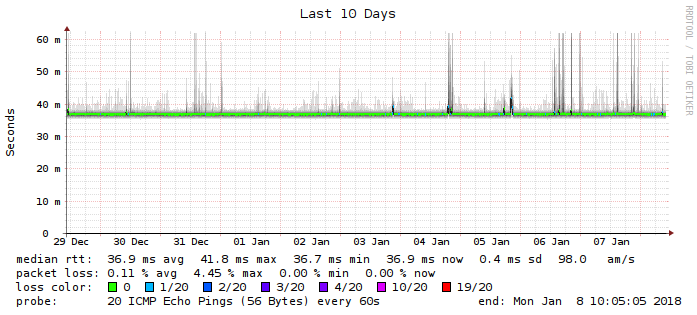 Last 10 Days
RRDTOOL / TOBI OETIKER
Seconds
60 m
50 m
40 m
30 m
20 m
10 m
0
29 Dec 30 Dec 31 Dec 01 Jan 02 Jan 03 Jan 04 Jan 05 Jan 06 Jan 07 Jan
median rtt: 36.9 ms avg 41.8 ms max 36.7 ms min 36.9 ms now 0.4 ms sd 98.0 am/s
packet loss: 0.11 % avg 4.45 % max 0.00 % min 0.00 % now
loss color: 0 1/20 2/20 3/20 4/20 10/20 19/20
probe: 20 ICMP Echo Pings (56 Bytes) every 60s end: Mon Jan 8 10:05:05 2018